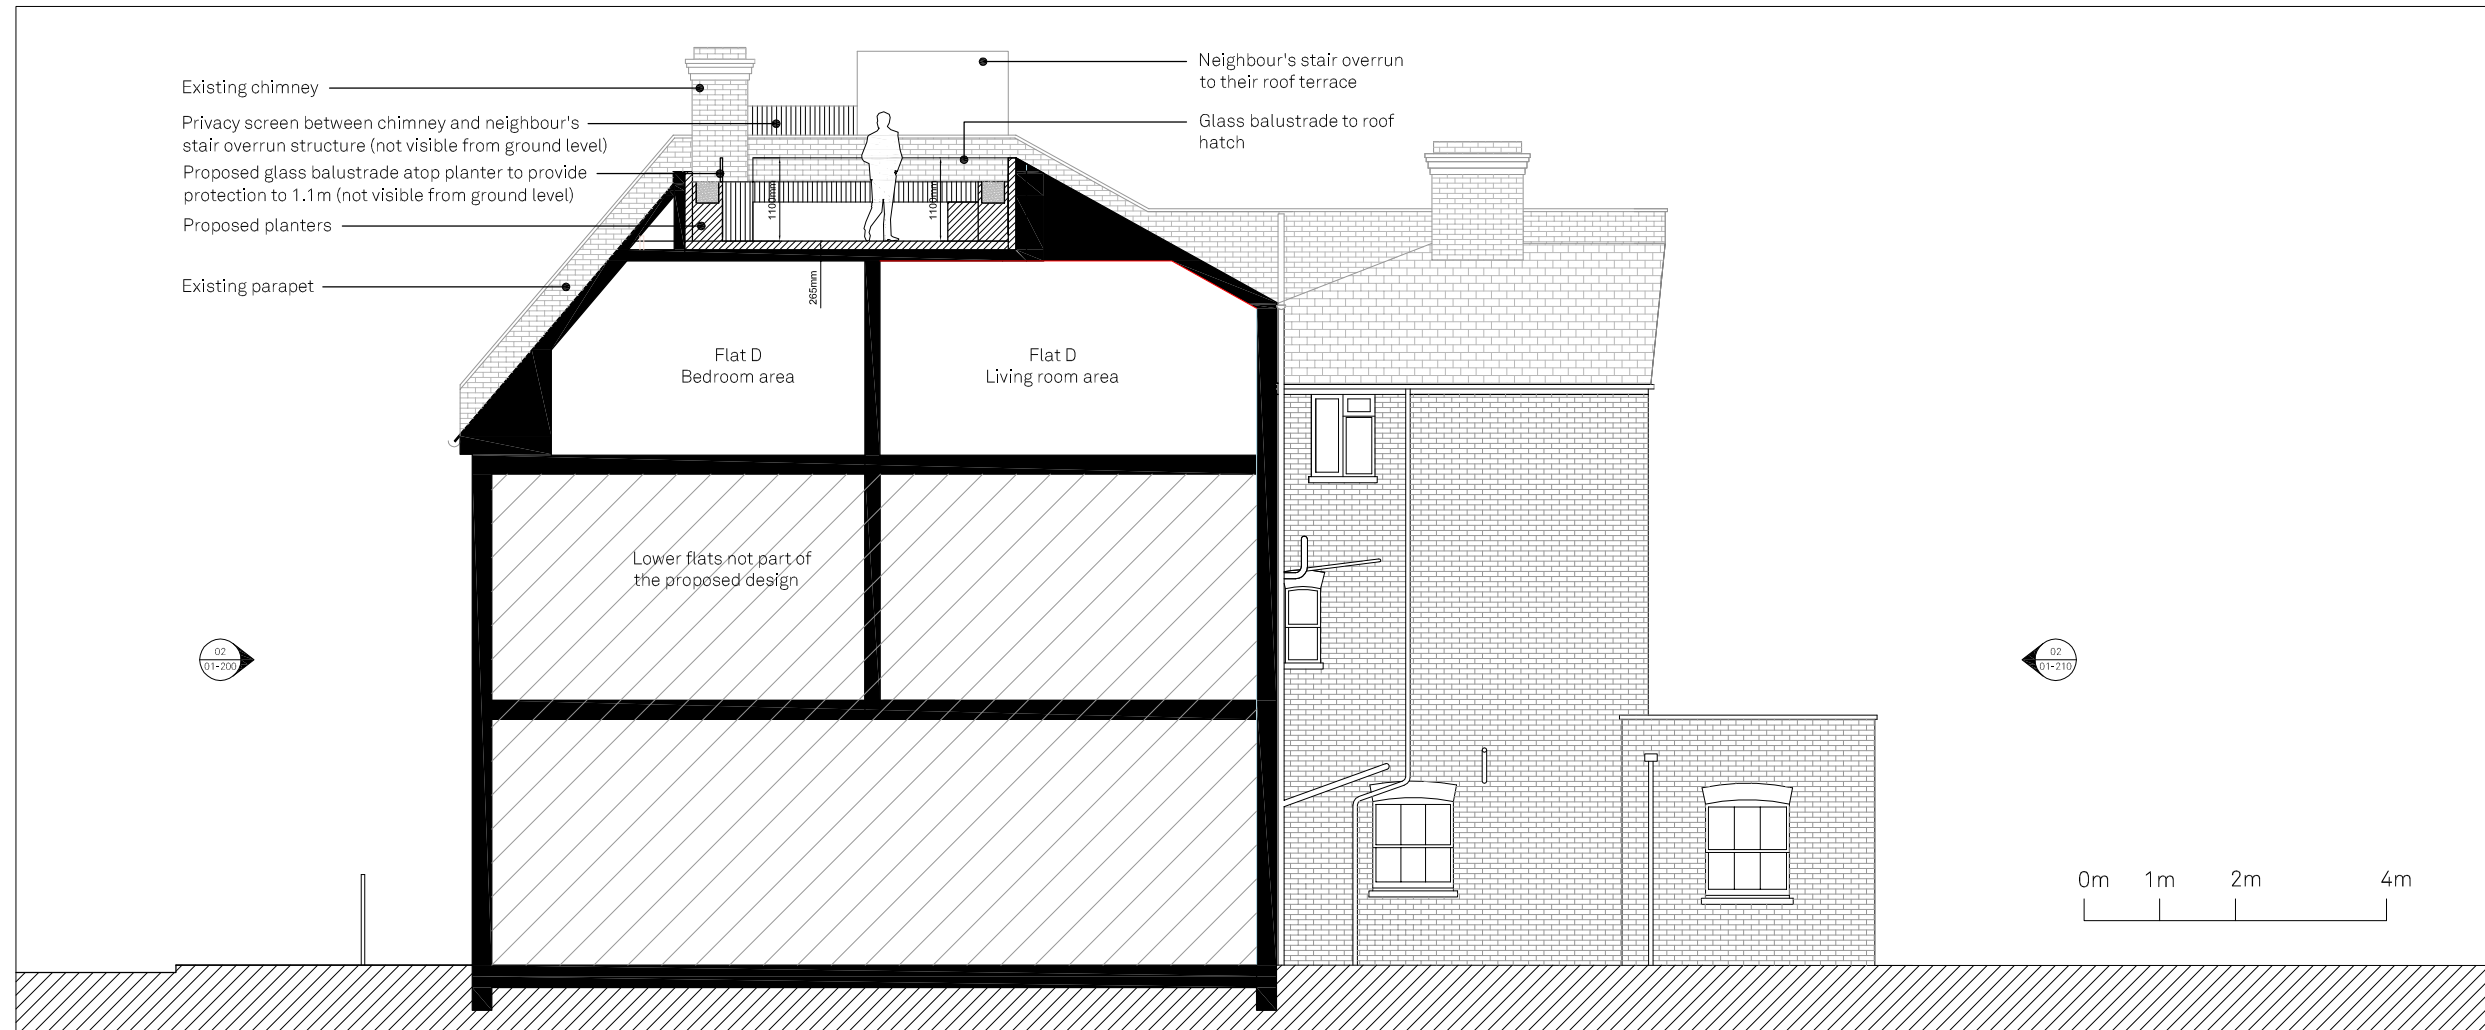 Existing chimney
Privacy screen between chimney and neighbour's
stair overrun structure (not visible from ground level)
Proposed glass balustrade atop planter to provide
protection to 1.1m (not visible from ground level)
Proposed planters
Existing parapet
Neighbour's stair overrun
to their roof terrace
Glass balustrade to roof
hatch
1100mm
1100mm
265mm
Flat D
Bedroom area
Flat D
Living room area
Lower flats not part of
the proposed design
02
01-200
02
01-210
0m 1m 2m 4m